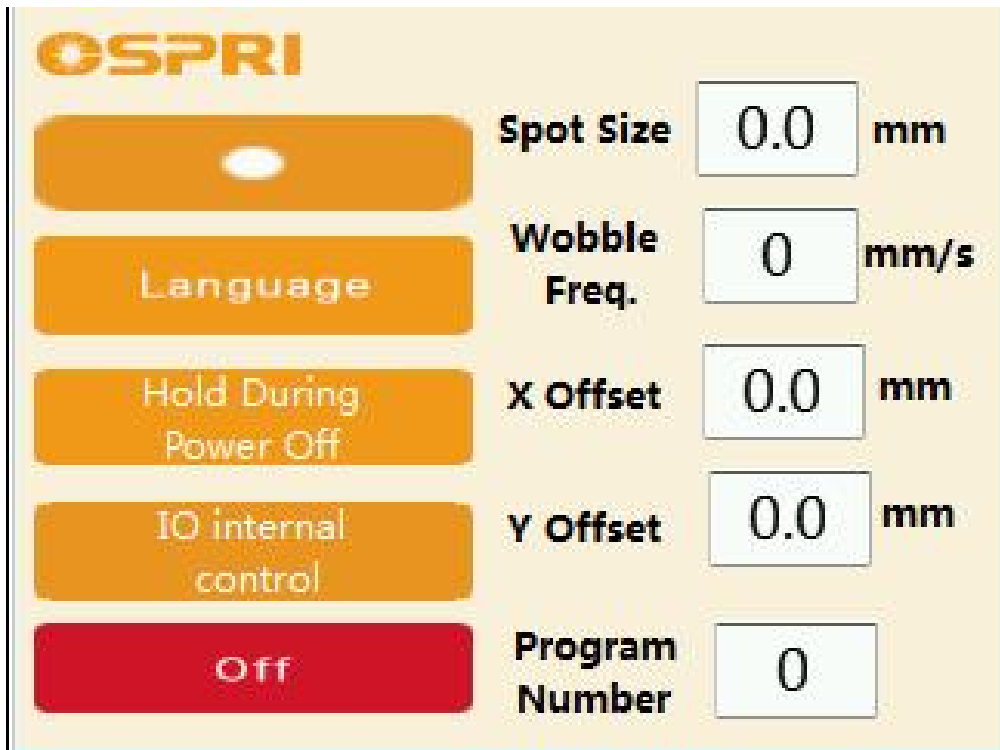 OSPRI
Spot Size 0.0 mm
Language
Wobble
Freq.
0 mm/s
Hold During
Power Off
X Offset 0.0 mm
IO internal
control
Y Offset 0.0 mm
Off
Program
Number
0